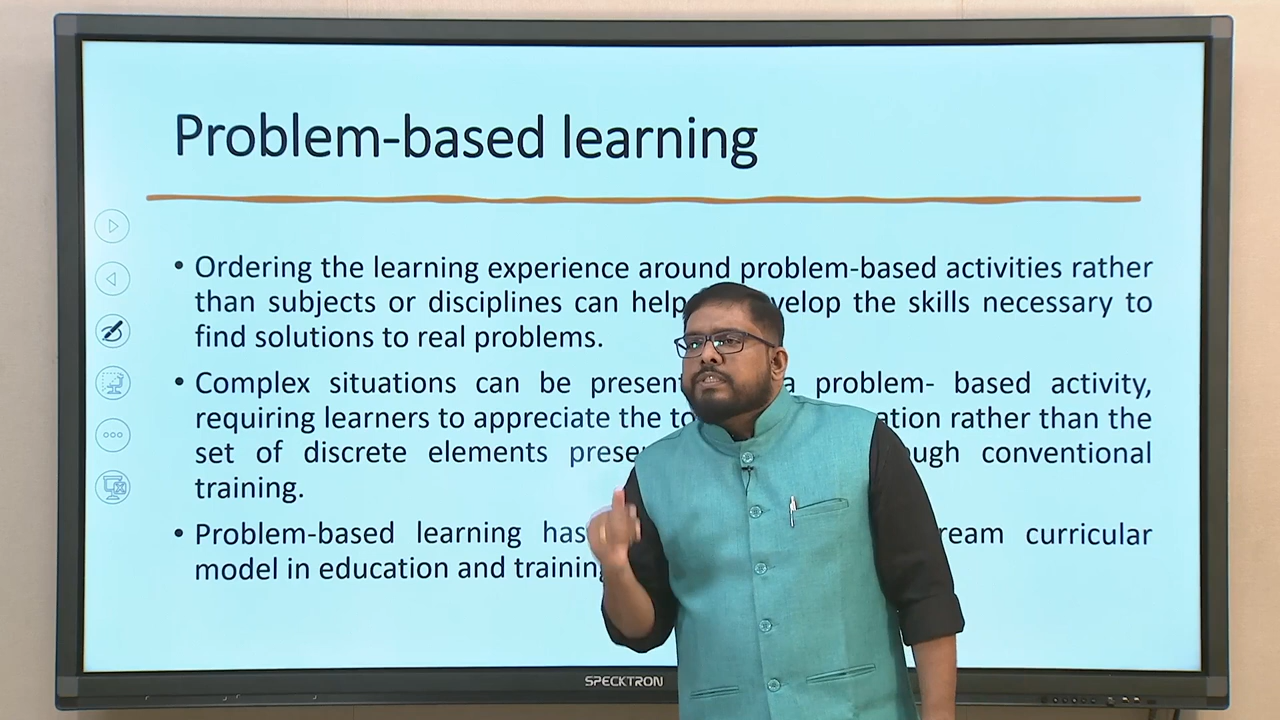 Problem-based learning
• Ordering the learning experience around problem-based activities rather
than subjects or disciplines can help velop the skills necessary to
find solutions to real problems.
• Complex situations can be present a problem- based activity,
requiring learners to appreciate the to ation rather than the
set of discrete elements prese ough conventional
training.
• Problem-based learning has ream curricular
model in education and training
SPECKTRON